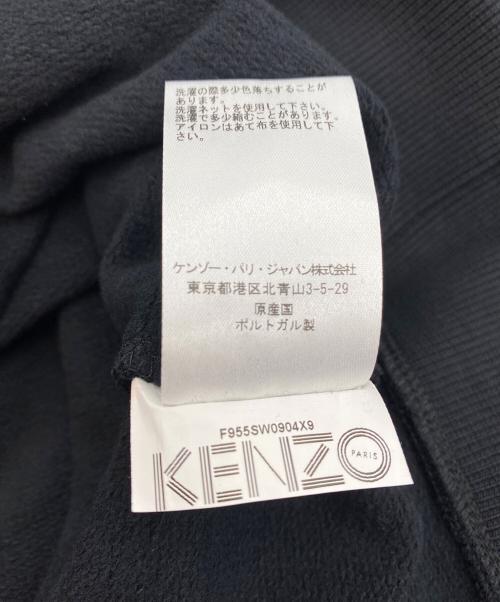 洗濯の際多少色落ちすることが
あります。
洗濯ネットを使用して下さい。
洗濯で多少縮むことがあります。
アイロンはあて布を使用して下
さい。
ケンゾー・パリ・ジャパン株式会社
東京都港区北青山3-5-29
原産国
ポルトガル製
F955SW0904X9
KENZO
PARIS